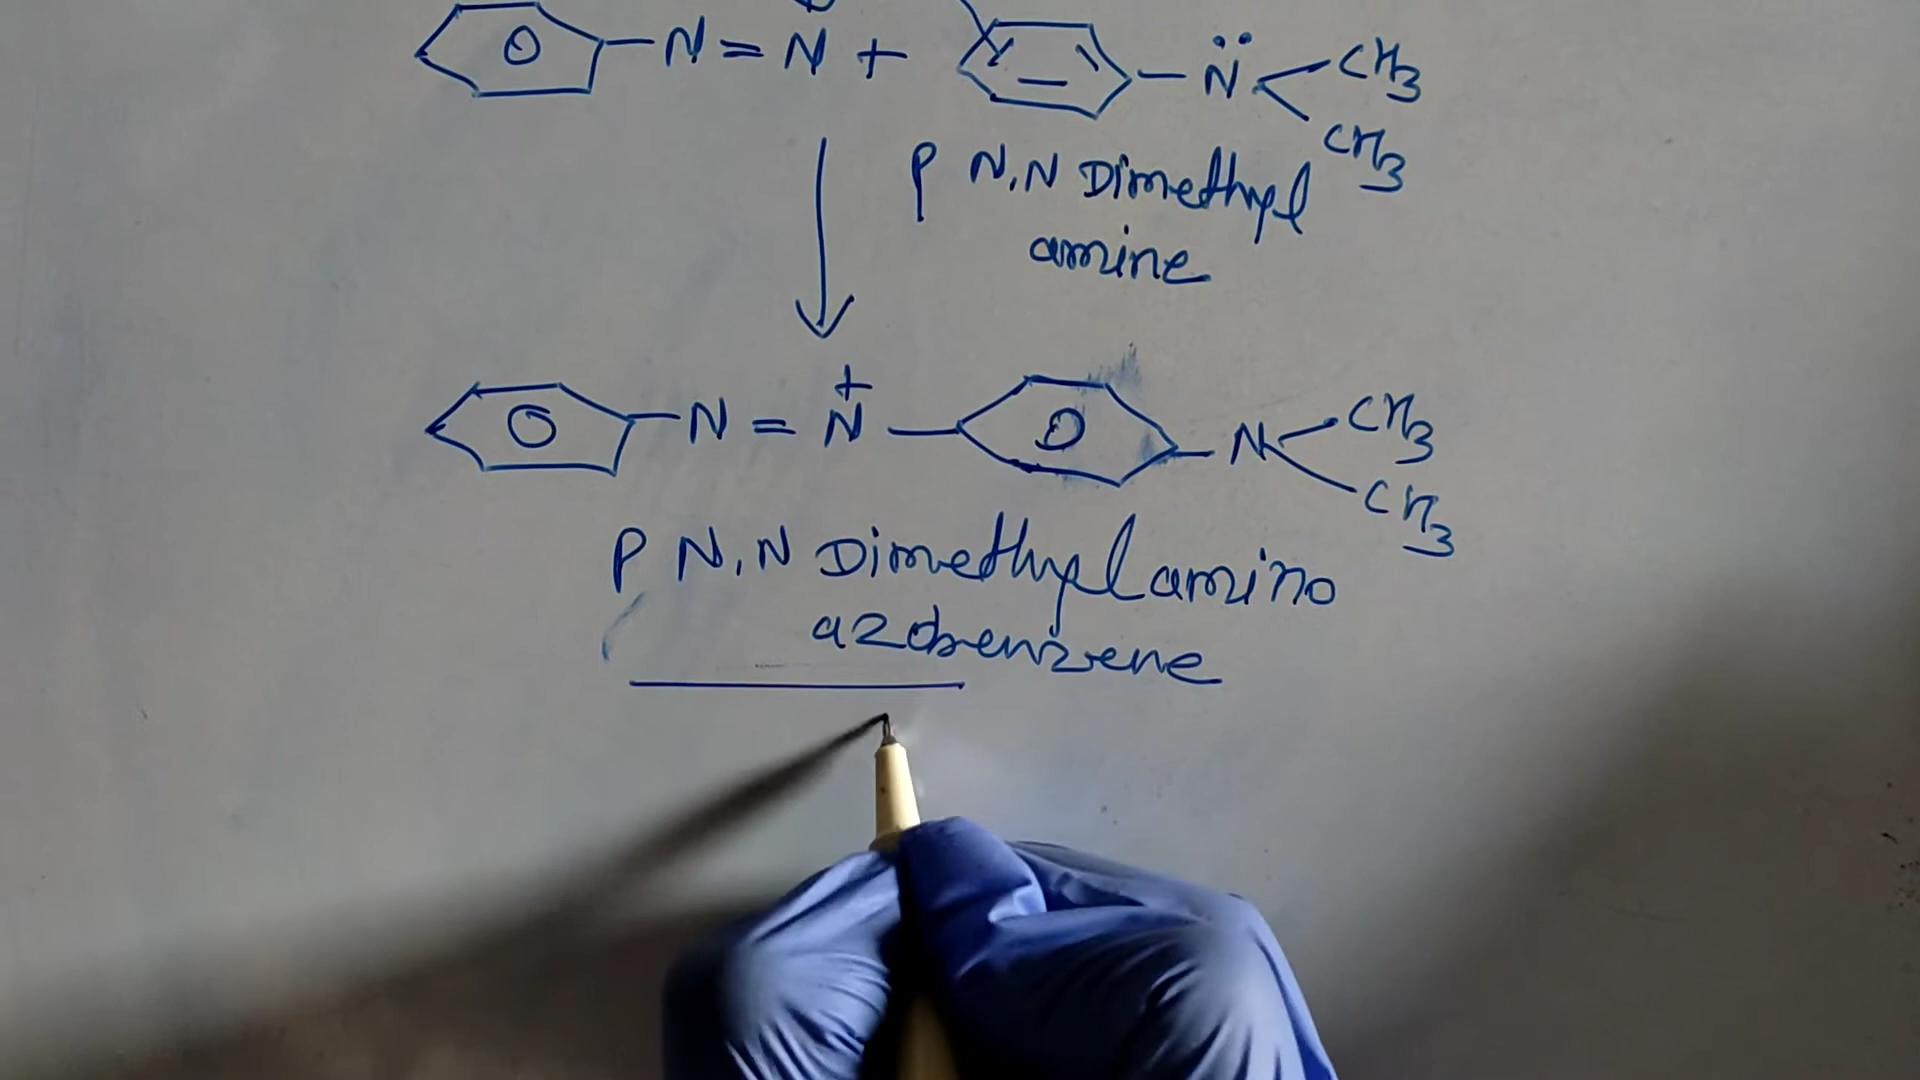 N = N + N̈ CH3
CH3
P N,N Dimethyl
amine
+
N = N N CH3
CH3
P N,N Dimethylamino
azobenzene